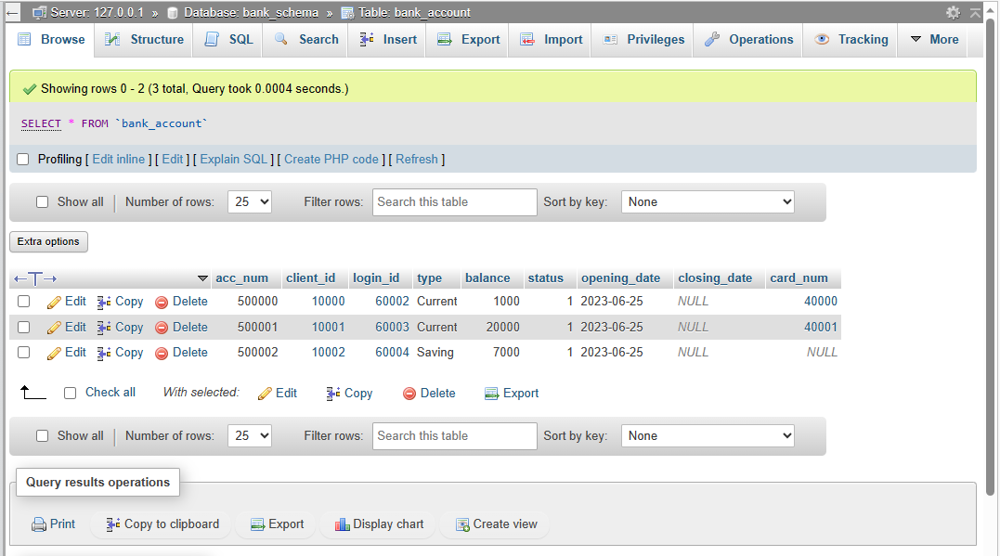 Server: 127.0.0.1 » Database: bank_schema » Table: bank_account
Browse Structure SQL Search Insert Export Import Privileges Operations Tracking More
Showing rows 0 - 2 (3 total, Query took 0.0004 seconds.)
SELECT * FROM `bank_account`
Profiling [ Edit inline ] [ Edit ] [ Explain SQL ] [ Create PHP code ] [ Refresh ]
Show all | Number of rows: 25 Filter rows: Search this table Sort by key: None
Extra options
←T→ acc_num client_id login_id type balance status opening_date closing_date card_num
Edit Copy Delete 500000 10000 60002 Current 1000 1 2023-06-25 NULL 40000
Edit Copy Delete 500001 10001 60003 Current 20000 1 2023-06-25 NULL 40001
Edit Copy Delete 500002 10002 60004 Saving 7000 1 2023-06-25 NULL NULL
Check all With selected: Edit Copy Delete Export
Show all | Number of rows: 25 Filter rows: Search this table Sort by key: None
Query results operations
Print Copy to clipboard Export Display chart Create view